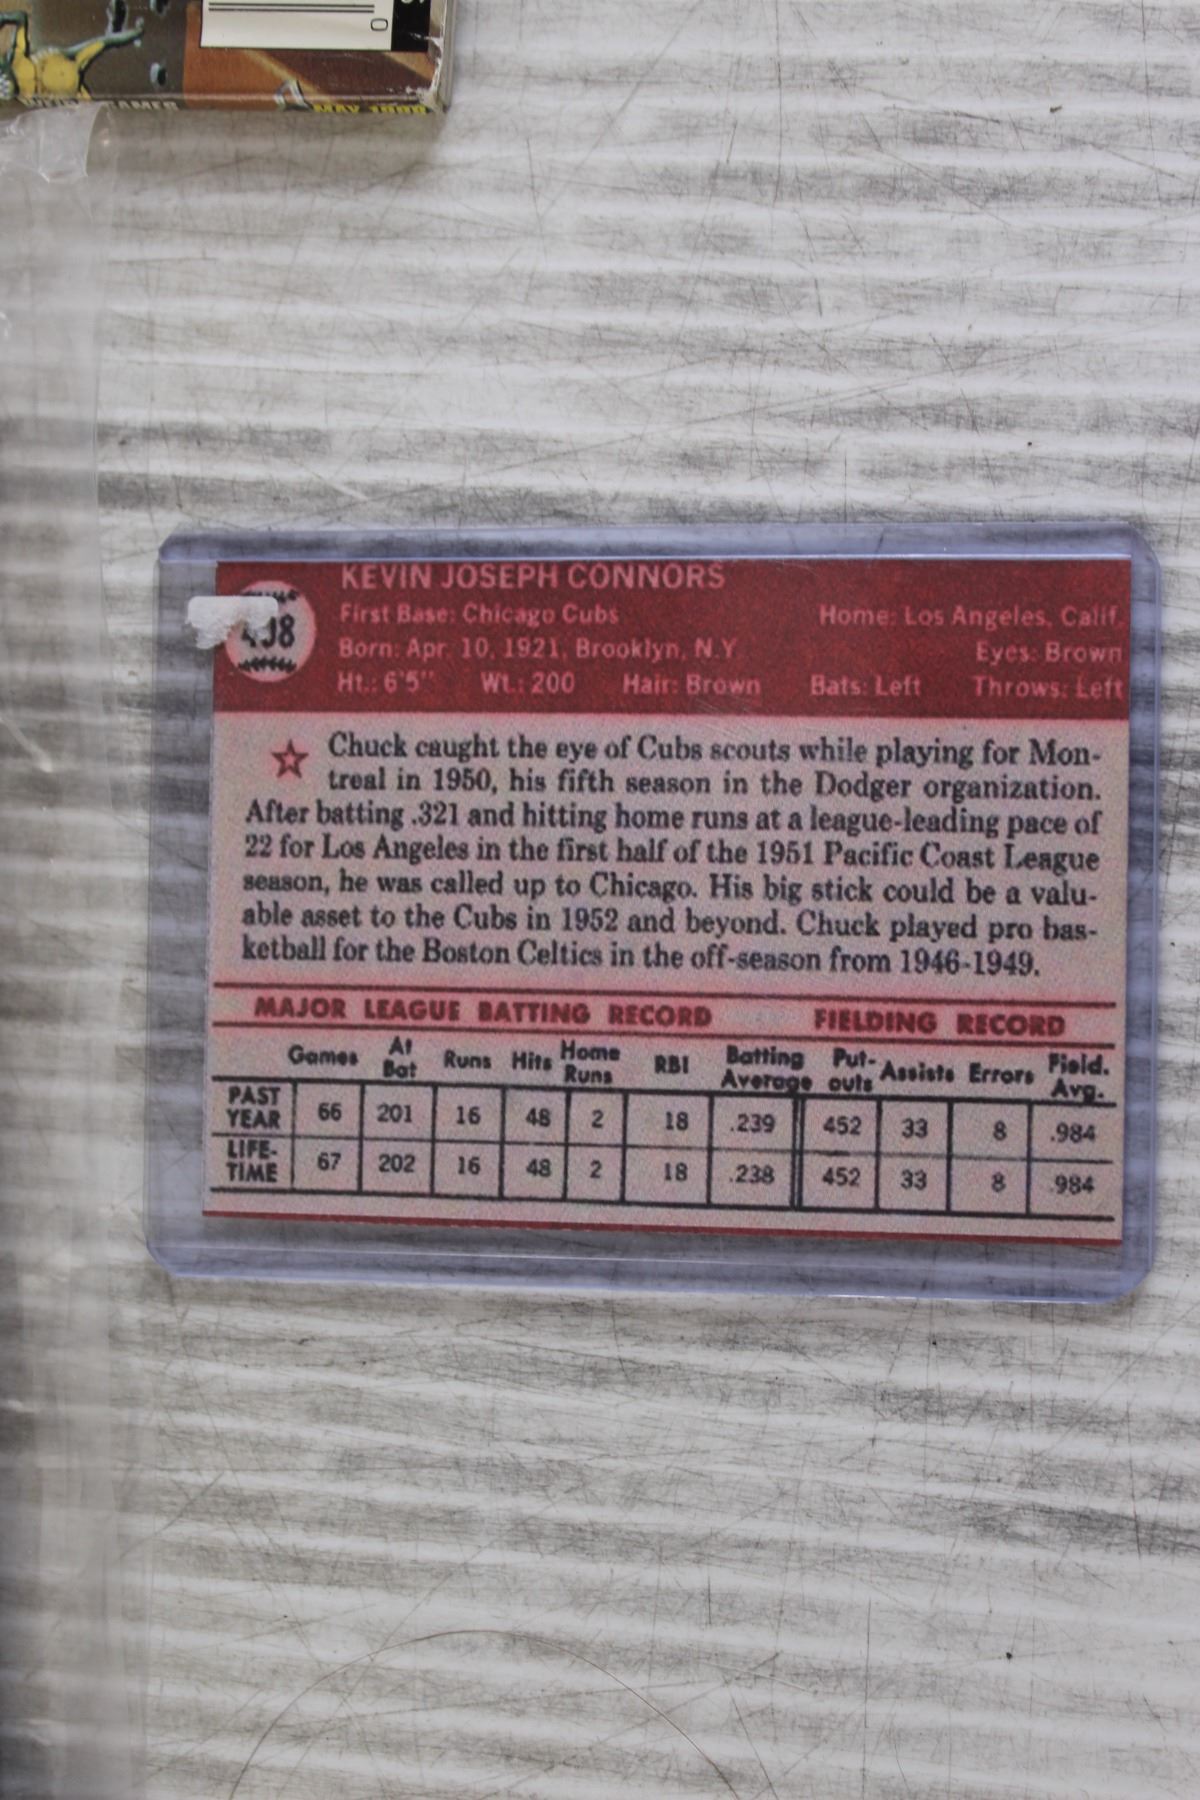 0
GAMES
MAY 1988
KEVIN JOSEPH CONNORS
First Base: Chicago Cubs
Home: Los Angeles, Calif.
Born: Apr. 10, 1921, Brooklyn, N.Y.
Eyes: Brown
Ht.: 6'5" Wt.: 200 Hair: Brown Bats: Left Throws: Left
Chuck caught the eye of Cubs scouts while playing for Mon-
treal in 1950, his fifth season in the Dodger organization.
After batting .321 and hitting home runs at a league-leading pace of
22 for Los Angeles in the first half of the 1951 Pacific Coast League
season, he was called up to Chicago. His big stick could be a valu-
able asset to the Cubs in 1952 and beyond. Chuck played pro bas-
ketball for the Boston Celtics in the off-season from 1946-1949.
MAJOR LEAGUE BATTING RECORD FIELDING RECORD
Games At Bat Runs Hits Home Runs RBI Batting Average Put-outs Assists Errors Field. Avg.
PAST YEAR 66 201 16 48 2 18 .239 452 33 8 .984
LIFE-TIME 67 202 16 48 2 18 .238 452 33 8 .984